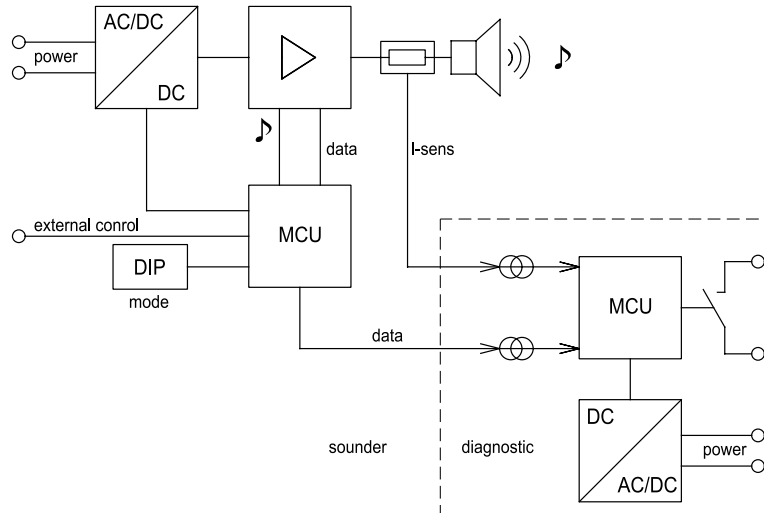 AC/DC
power
DC
data
I-sens
external conrol
MCU
DIP
mode
MCU
data
DC
sounder
diagnostic
power
AC/DC